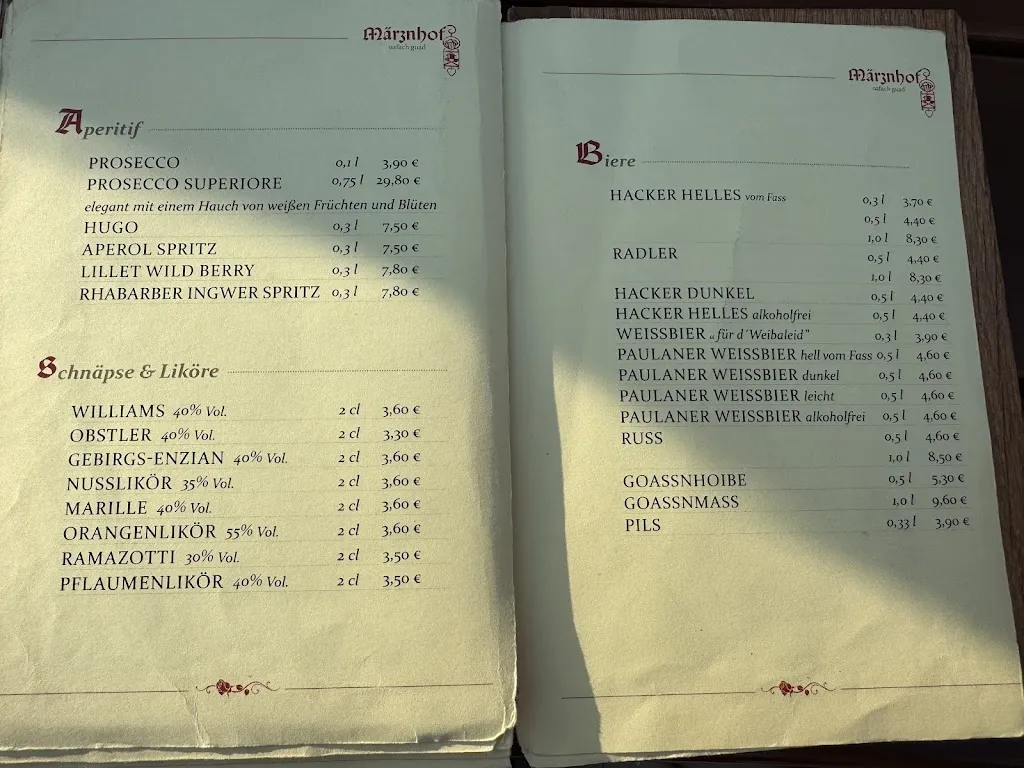 Märznhof
oafach guad
Aperitif
PROSECCO 0,1 l 3,90 €
PROSECCO SUPERIORE 0,75 l 29,80 €
elegant mit einem Hauch von weißen Früchten und Blüten
HUGO 0,3 l 7,50 €
APEROL SPRITZ 0,3 l 7,50 €
LILLET WILD BERRY 0,3 l 7,80 €
RHABARBER INGWER SPRITZ 0,3 l 7,80 €
Schnäpse & Liköre
WILLIAMS 40% Vol. 2 cl 3,60 €
OBSTLER 40% Vol. 2 cl 3,30 €
GEBIRGS-ENZIAN 40% Vol. 2 cl 3,60 €
NUSSLIKÖR 35% Vol. 2 cl 3,60 €
MARILLE 40% Vol. 2 cl 3,60 €
ORANGENLIKÖR 55% Vol. 2 cl 3,60 €
RAMAZOTTI 30% Vol. 2 cl 3,50 €
PFLAUMENLIKÖR 40% Vol. 2 cl 3,50 €
Märznhof
oafach guad
Biere
HACKER HELLES vom Fass 0,3 l 3,70 €
0,5 l 4,40 €
1,0 l 8,30 €
RADLER 0,5 l 4,40 €
1,0 l 8,30 €
HACKER DUNKEL 0,5 l 4,40 €
HACKER HELLES alkoholfrei 0,5 l 4,40 €
WEISSBIER „für d´Weibaleid" 0,3 l 3,90 €
PAULANER WEISSBIER hell vom Fass 0,5 l 4,60 €
PAULANER WEISSBIER dunkel 0,5 l 4,60 €
PAULANER WEISSBIER leicht 0,5 l 4,60 €
PAULANER WEISSBIER alkoholfrei 0,5 l 4,60 €
RUSS 0,5 l 4,60 €
1,0 l 8,50 €
GOASSNHOIBE 0,5 l 5,30 €
GOASSNMASS 1,0 l 9,60 €
PILS 0,33 l 3,90 €